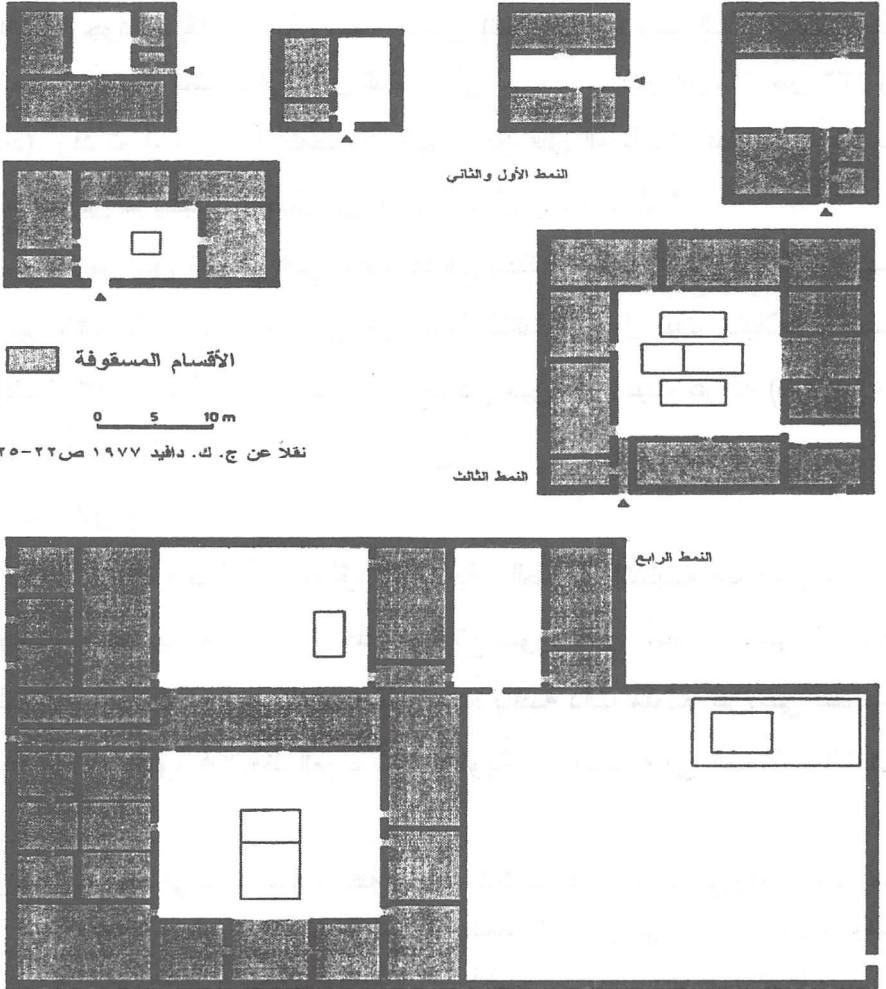 النمط الأول والثاني
الأقسام المسقوفة
0 5 10 m
نقلاً عن ج. ك. دافيد ١٩٧٧ ص٢٢-٢٥
النمط الثالث
النمط الرابع